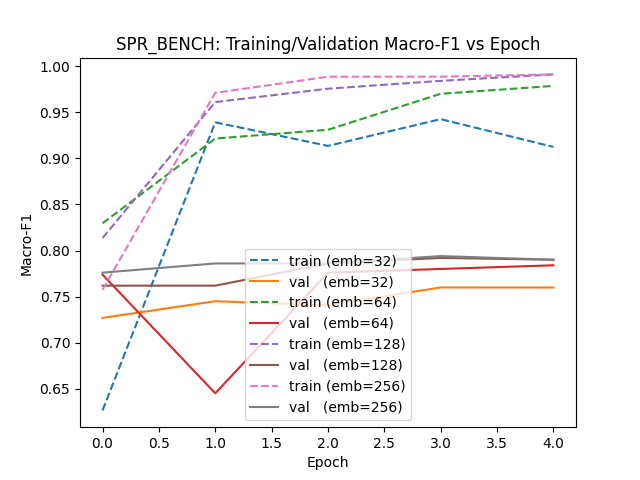 SPR_BENCH: Training/Validation Macro-F1 vs Epoch
1.00
0.95
0.90
0.85
0.80
0.75
0.70
0.65
Macro-F1
train (emb=32)
val (emb=32)
train (emb=64)
val (emb=64)
train (emb=128)
val (emb=128)
train (emb=256)
val (emb=256)
0.0 0.5 1.0 1.5 2.0 2.5 3.0 3.5 4.0
Epoch